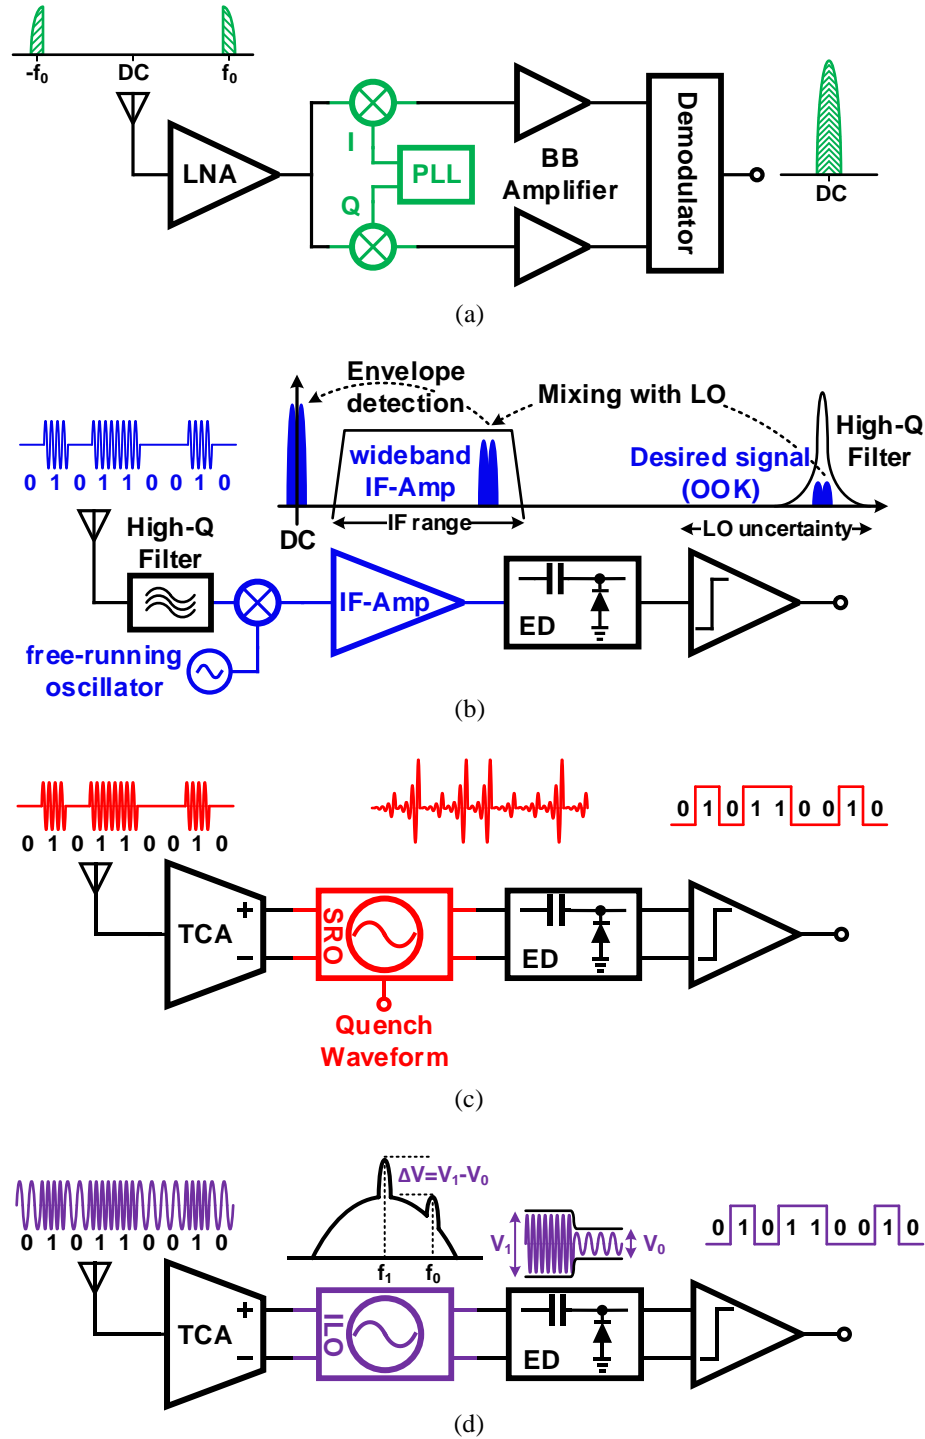 -f0 DC f0
LNA
I
PLL
Q
BB
Amplifier
Demodulator
DC
(a)
Envelope
detection
Mixing with LO
High-Q
Filter
wideband
IF-Amp
Desired signal
(OOK)
0 1 0 1 1 0 0 1 0
DC
IF range
LO uncertainty
High-Q
Filter
IF-Amp
ED
free-running
oscillator
(b)
0 1 0 1 1 0 0 1 0
0 1 0 1 1 0 0 1 0
TCA
+
−
SRO
ED
Quench
Waveform
(c)
ΔV=V1-V0
0 1 0 1 1 0 0 1 0
V1
V0
0 1 0 1 1 0 0 1 0
f1 f0
TCA
+
−
ILO
ED
(d)